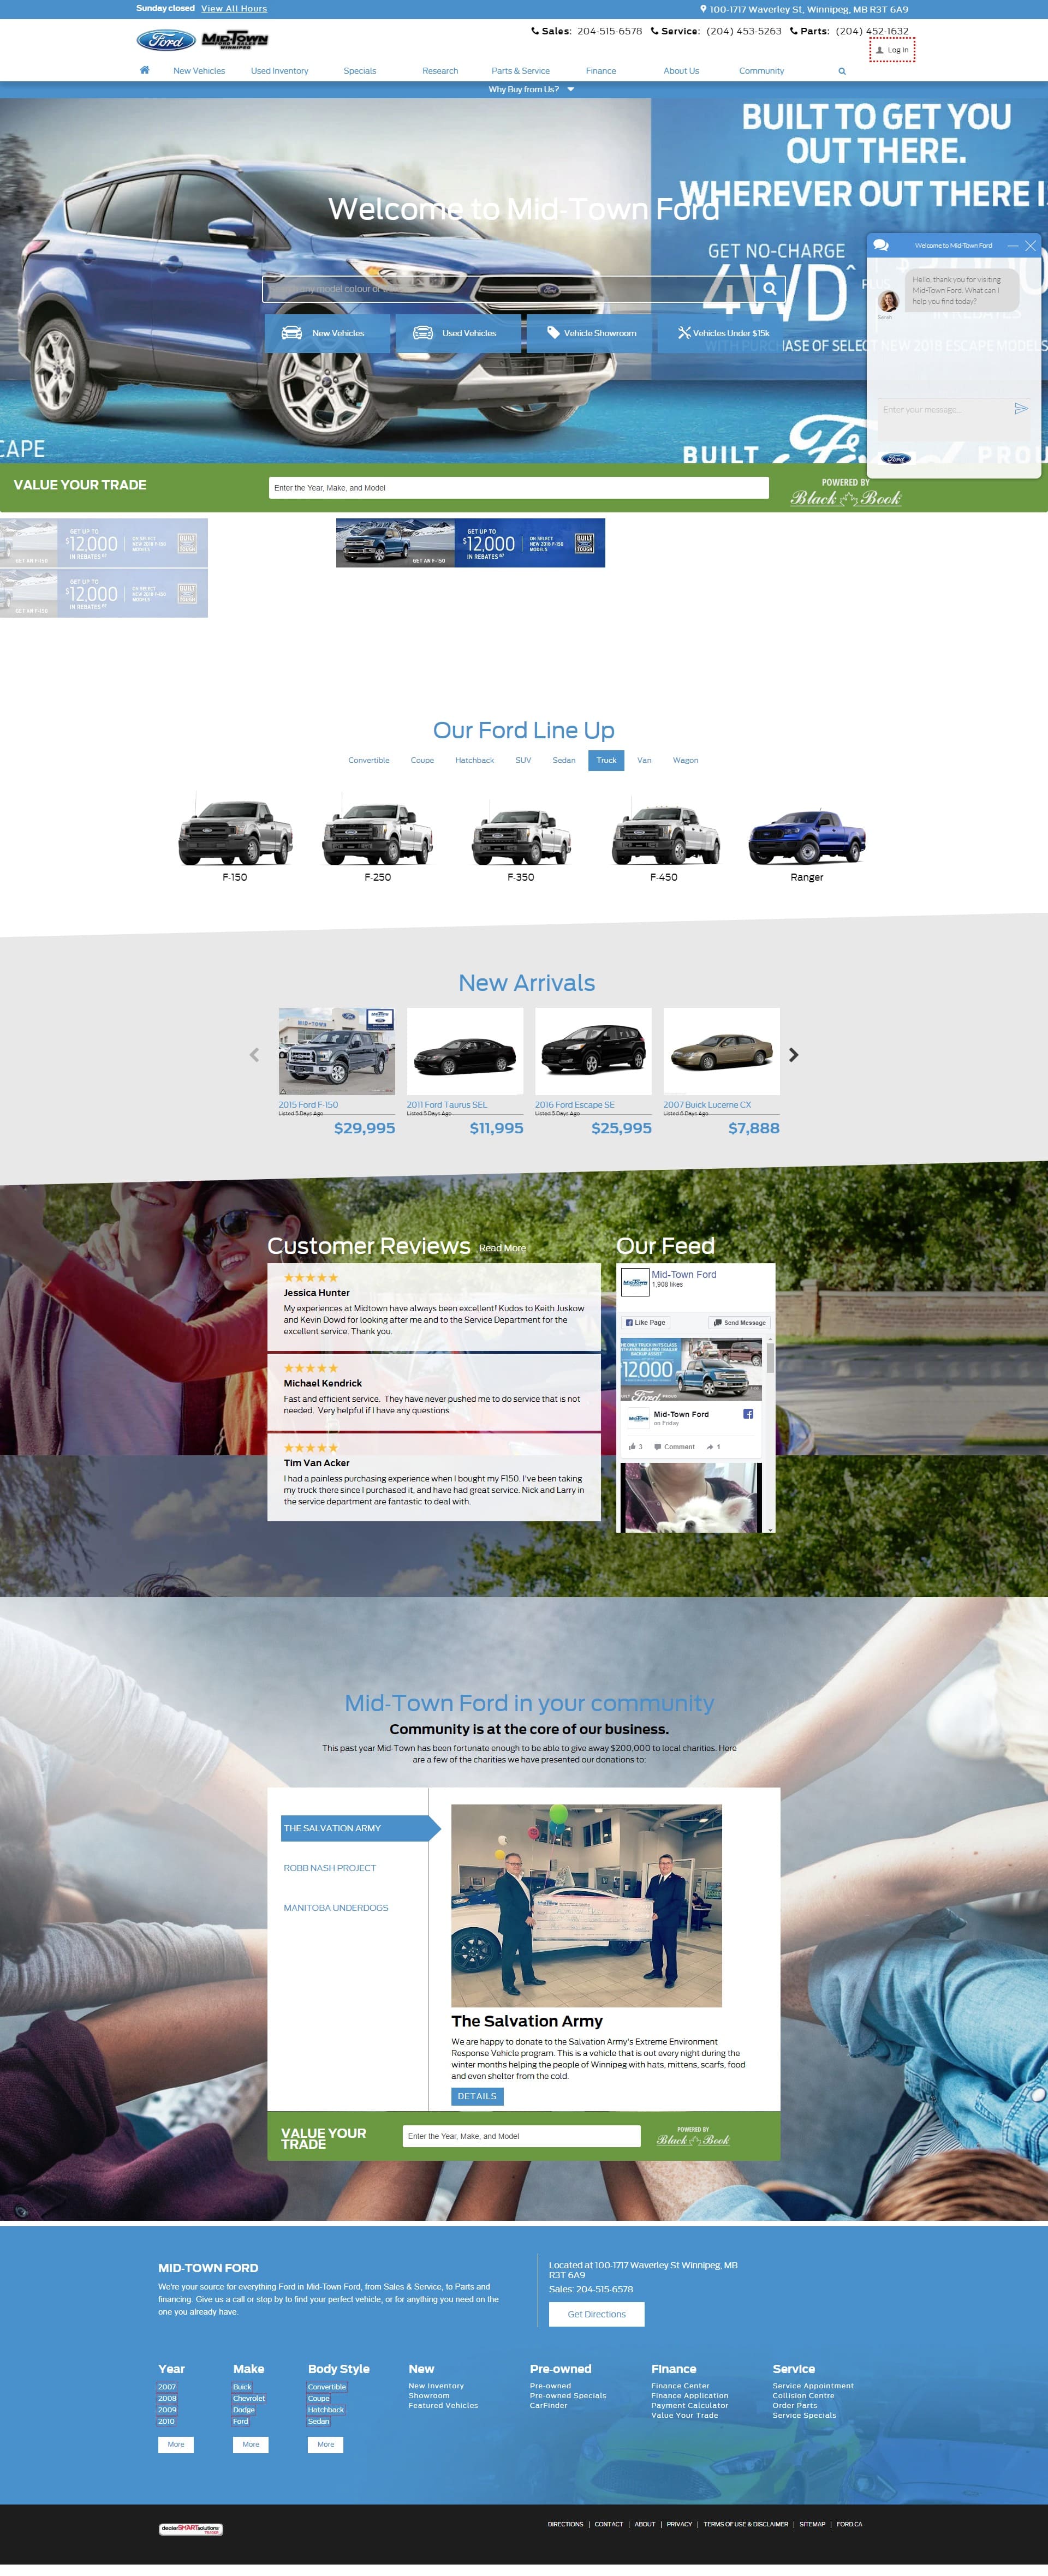 Sunday closed View All Hours
100-1717 Waverley St, Winnipeg, MB R3T 6A9
Sales: 204-515-6578 Service: (204) 453-5263 Parts: (204) 452-1632
Ford MID-TOWN WINNIPEG
Log In
New Vehicles Used Inventory Specials Research Parts & Service Finance About Us Community
Why Buy from Us?
BUILT TO GET YOU
OUT THERE.
WHEREVER OUT THERE I
Welcome to Mid-Town Ford
GET NO-CHARGE
4WD^
Welcome to Mid-Town Ford
Hello, thank you for visiting
Mid-Town Ford. What can I
help you find today?
Sarah
any model colour or
New Vehicles Used Vehicles Vehicle Showroom Vehicles Under $15k
WITH PURCHASE OF SELECT NEW 2018 ESCAPE MODELS
Enter your message...
CAPE
BUILT Ford PROU
Ford
VALUE YOUR TRADE
Enter the Year, Make, and Model
POWERED BY
Black Book
GET UP TO
$12,000
IN REBATES
ON SELECT
NEW 2018 F-150
MODELS
BUILT
Ford
TOUGH
GET AN F-150
GET UP TO
$12,000
IN REBATES
ON SELECT
NEW 2018 F-150
MODELS
BUILT
Ford
TOUGH
GET AN F-150
GET UP TO
$12,000
IN REBATES
ON SELECT
NEW 2018 F-150
MODELS
BUILT
Ford
TOUGH
GET AN F-150
Our Ford Line Up
Convertible Coupe Hatchback SUV Sedan Truck Van Wagon
F-150 F-250 F-350 F-450 Ranger
New Arrivals
MID-TOWN
2015 Ford F-150 2011 Ford Taurus SEL 2016 Ford Escape SE 2007 Buick Lucerne CX
Listed 5 Days Ago Listed 5 Days Ago Listed 5 Days Ago Listed 6 Days Ago
$29,995 $11,995 $25,995 $7,888
Customer Reviews Read More
Jessica Hunter
My experiences at Midtown have always been excellent! Kudos to Keith Juskow
and Kevin Dowd for looking after me and to the Service Department for the
excellent service. Thank you.
Michael Kendrick
Fast and efficient service. They have never pushed me to do service that is not
needed. Very helpful if I have any questions
Tim Van Acker
I had a painless purchasing experience when I bought my F150. I've been taking
my truck there since I purchased it, and have had great service. Nick and Larry in
the service department are fantastic to deal with.
Our Feed
Mid-Town Ford
1,908 likes
Like Page Send Message
THE ONLY TRUCK IN ITS CLASS
WITH AVAILABLE PRO TRAILER
BACKUP ASSIST
12,000
Ford PROUD
Mid-Town Ford
on Friday
3 Comment 1
Mid-Town Ford in your community
Community is at the core of our business.
This past year Mid-Town has been fortunate enough to be able to give away $200,000 to local charities. Here
are a few of the charities we have presented our donations to:
THE SALVATION ARMY
ROBB NASH PROJECT
MANITOBA UNDERDOGS
The Salvation Army
We are happy to donate to the Salvation Army's Extreme Environment
Response Vehicle program. This is a vehicle that is out every night during the
winter months helping the people of Winnipeg with hats, mittens, scarfs, food
and even shelter from the cold.
DETAILS
VALUE YOUR
TRADE
Enter the Year, Make, and Model
POWERED BY
Black Book
MID-TOWN FORD
We're your source for everything Ford in Mid-Town Ford, from Sales & Service, to Parts and
financing. Give us a call or stop by to find your perfect vehicle, or for anything you need on the
one you already have.
Located at 100-1717 Waverley St Winnipeg, MB
R3T 6A9
Sales: 204-515-6578
Get Directions
Year
2007
2008
2009
2010
More
Make
Buick
Chevrolet
Dodge
Ford
More
Body Style
Convertible
Coupe
Hatchback
Sedan
More
New
New Inventory
Showroom
Featured Vehicles
Pre-owned
Pre-owned
Pre-owned Specials
CarFinder
Finance
Finance Center
Finance Application
Payment Calculator
Value Your Trade
Service
Service Appointment
Collision Centre
Order Parts
Service Specials
dealerSMARTsolutions
DIRECTIONS | CONTACT | ABOUT | PRIVACY | TERMS OF USE & DISCLAIMER | SITEMAP | FORD.CA